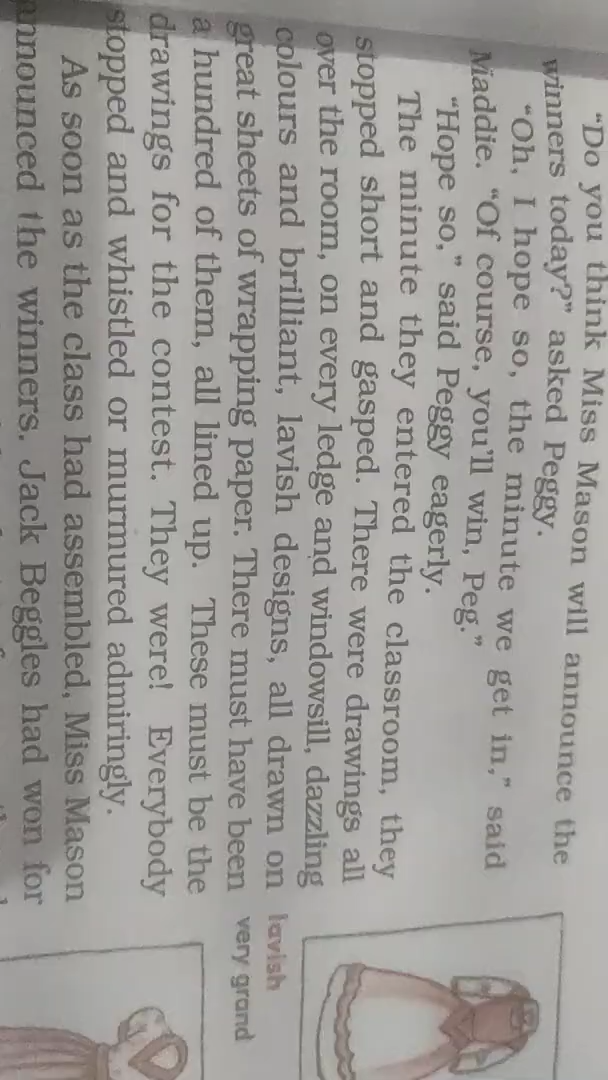 "Do you think Miss Mason will announce the
winners today?" asked Peggy.
"Oh, I hope so, the minute we get in," said
Maddie. "Of course, you'll win, Peg."
"Hope so," said Peggy eagerly.
The minute they entered the classroom, they
stopped short and gasped. There were drawings all
over the room, on every ledge and windowsill, dazzling
colours and brilliant, lavish designs, all drawn on
great sheets of wrapping paper. There must have been
a hundred of them, all lined up. These must be the
drawings for the contest. They were! Everybody
stopped and whistled or murmured admiringly.
As soon as the class had assembled, Miss Mason
announced the winners. Jack Beggles had won for
lavish
very grand